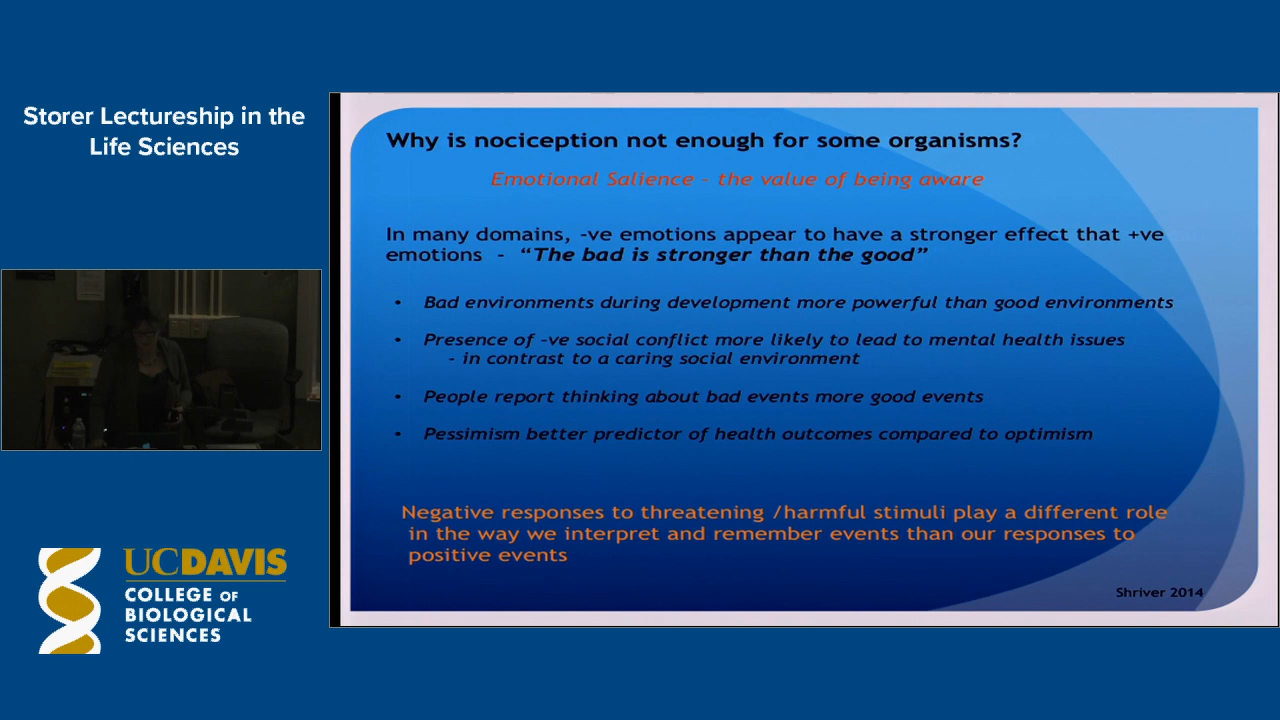 Storer Lectureship in the
Life Sciences
Why is nociception not enough for some organisms?
Emotional Salience – the value of being aware
In many domains, -ve emotions appear to have a stronger effect that +ve
emotions - “The bad is stronger than the good”
• Bad environments during development more powerful than good environments
• Presence of -ve social conflict more likely to lead to mental health issues
- in contrast to a caring social environment
• People report thinking about bad events more good events
• Pessimism better predictor of health outcomes compared to optimism
Negative responses to threatening /harmful stimuli play a different role
in the way we interpret and remember events than our responses to
positive events
Shriver 2014
UCDAVIS
COLLEGE OF
BIOLOGICAL
SCIENCES